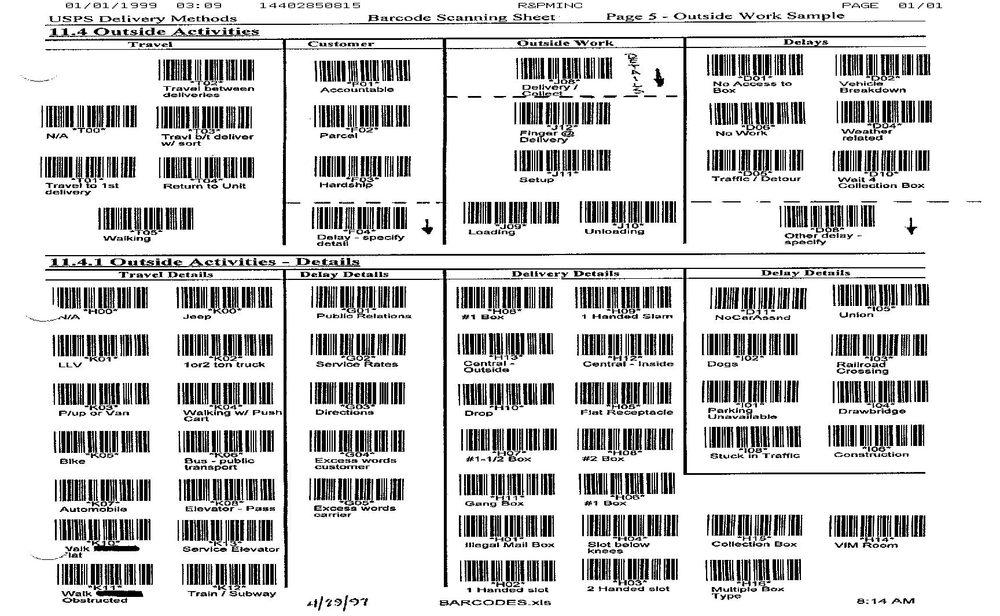 01/01/1999 03:09 14402850815 R&PMINC PAGE 01/01
USPS Delivery Methods Barcode Scanning Sheet Page 5 - Outside Work Sample
11.4 Outside Activities
Travel Customer Outside Work Delays
*T02*
Travel between
deliveries
*F01*
Accountable
*J08*
Delivery /
Collect
DETAILS
*D01*
No Access to
Box
*D02*
Vehicle
Breakdown
*T00*
N/A
*T03*
Travl b/t deliver
w/ sort
*F02*
Parcel
*J12*
Finger @
Delivery
*D06*
No Work
*D04*
Weather
related
*T01*
Travel to 1st
delivery
*T04*
Return to Unit
*F03*
Hardship
*J11*
Setup
*D05*
Traffic / Detour
*D10*
Wait 4
Collection Box
*T05*
Walking
*F04*
Delay - specify
detail
*J09*
Loading
*J10*
Unloading
*D08*
Other delay -
specify
11.4.1 Outside Activities - Details
Travel Details Delay Details Delivery Details Delay Details
*H00*
N/A
*K00*
Jeep
*G01*
Public Relations
*H06*
#1 Box
*H09*
1 Handed Slam
*D11*
NoCarAssnd
*I05*
Union
*K01*
LLV
*K02*
1or2 ton truck
*G02*
Service Rates
*H13*
Central -
Outside
*H12*
Central - Inside
*I02*
Dogs
*I03*
Railroad
Crossing
*K03*
P/up or Van
*K04*
Walking w/ Push
Cart
*G03*
Directions
*H10*
Drop
*H05*
Flat Receptacle
*I01*
Parking
Unavailable
*I04*
Drawbridge
*K05*
Bike
*K06*
Bus - public
transport
*G04*
Excess words
customer
*H07*
#1-1/2 Box
*H08*
#2 Box
*I08*
Stuck in Traffic
*I06*
Construction
*K07*
Automobile
*K08*
Elevator - Pass
*G05*
Excess words
carrier
*H11*
Gang Box
*H06*
#1 Box
*K10*
Walk
Flat
*K13*
Service Elevator
*H01*
Illegal Mail Box
*H04*
Slot below
knees
*H15*
Collection Box
*H14*
VIM Room
*K11*
Walk
Obstructed
*K12*
Train / Subway
*H02*
1 Handed slot
*H03*
2 Handed slot
*H16*
Multiple Box
Type
4/29/97 BARCODES.xls 8:14 AM